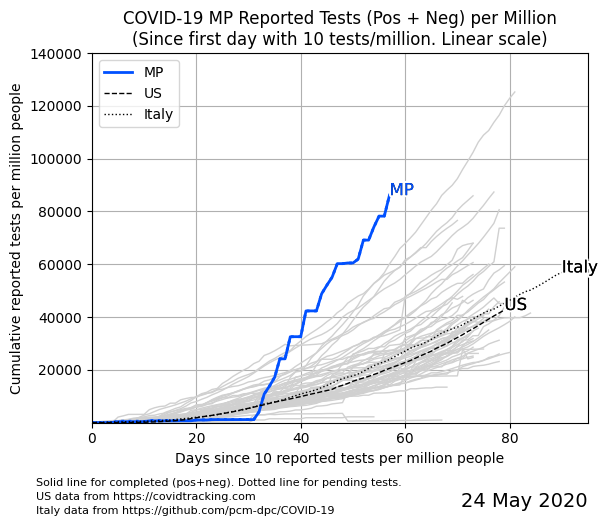 COVID-19 MP Reported Tests (Pos + Neg) per Million
(Since first day with 10 tests/million. Linear scale)
Cumulative reported tests per million people
140000
120000
100000
80000
60000
40000
20000
MP
US
Italy
MP
Italy
US
0 20 40 60 80
Days since 10 reported tests per million people
Solid line for completed (pos+neg). Dotted line for pending tests.
US data from https://covidtracking.com
Italy data from https://github.com/pcm-dpc/COVID-19
24 May 2020